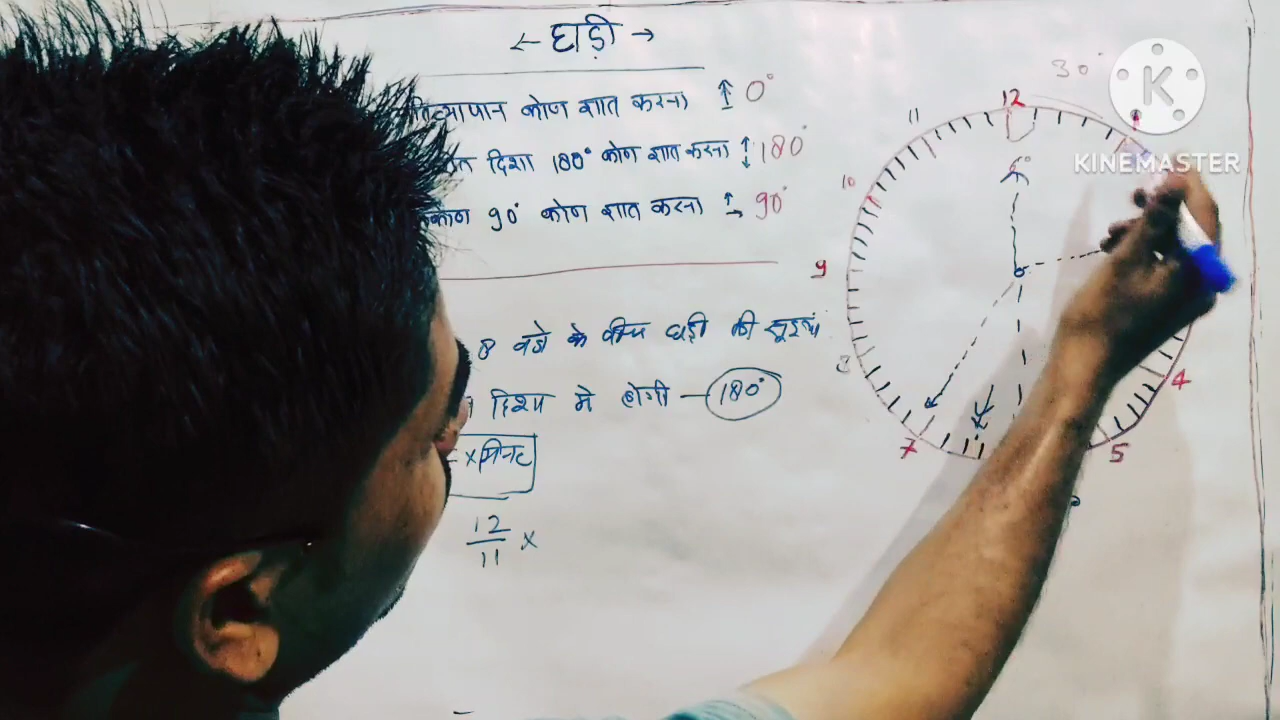 ← घड़ी →
कोण ज्ञात करना ↕ 0°
दिशा 180° कोण ज्ञात करना ↕ 180°
90° कोण ज्ञात करना 90°
8 बजे के बीच घड़ी की सूइयां
दिशा मे होगी - 180°
× मिनट
12/11 ×
30°
12
11
10
9
8
7
5
4
K
KINEMASTER